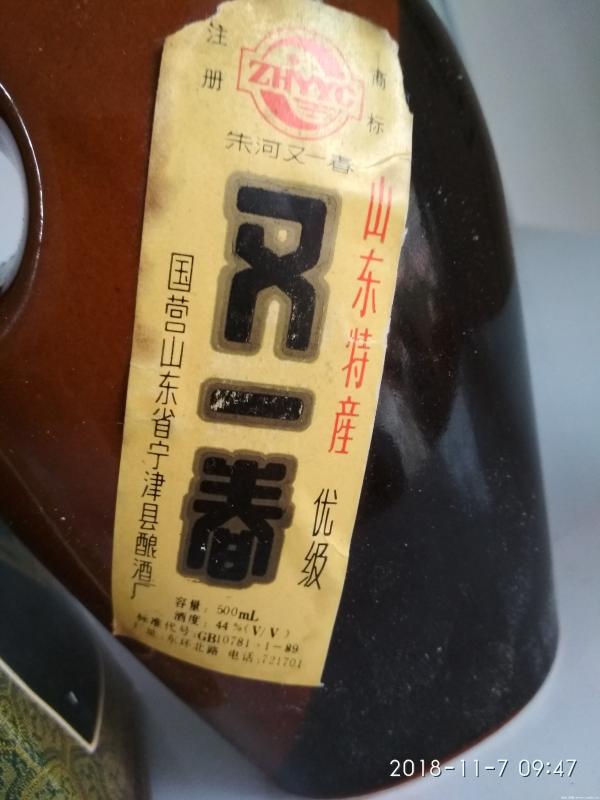 注册
商标
ZHYYC
朱河又一春
又一春
山东特产
优级
国营山东省宁津县酿酒厂
容量：500mL
酒度：44%(V/V)
标准代号：GB10781·1-89
厂址：东环北路 电话：721701
2018-11-7 09:47